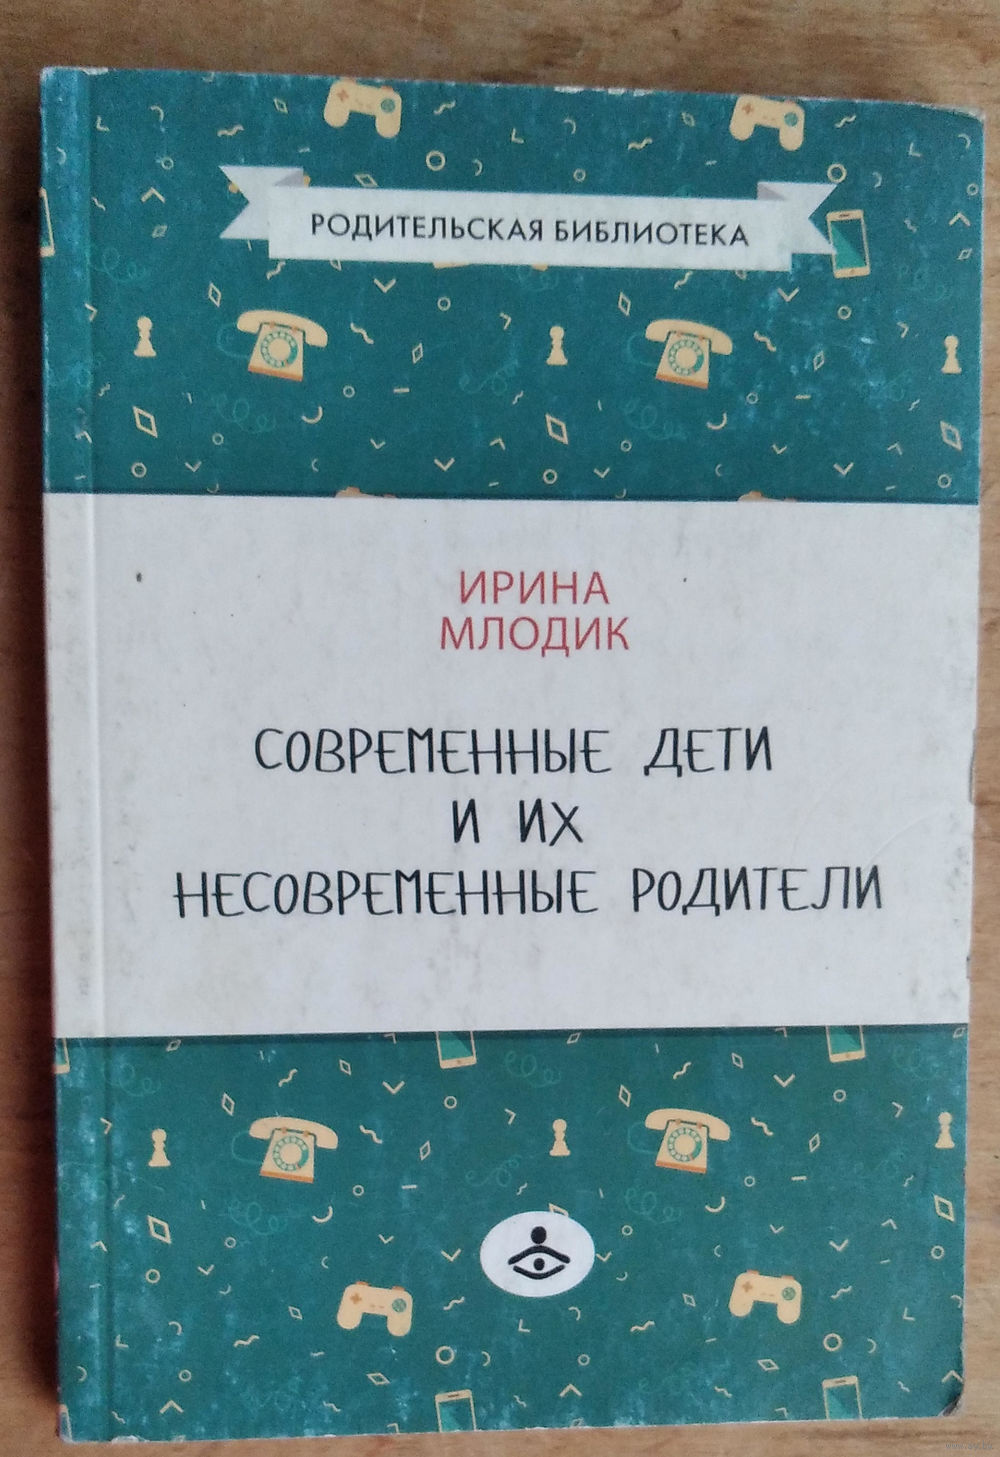 РОДИТЕЛЬСКАЯ БИБЛИОТЕКА
ИРИНА
МЛОДИК
СОВРЕМЕННЫЕ ДЕТИ
И ИХ
НЕСОВРЕМЕННЫЕ РОДИТЕЛИ